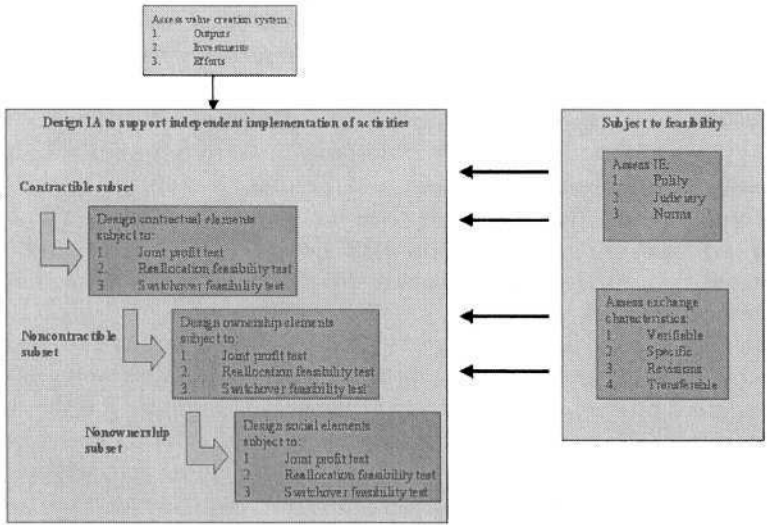 Assess value creation system:
1. Outputs
2. Investments
3. Efforts
Design IA to support independent implementation of activities
Contractible subset
Design contractual elements
subject to:
1. Joint profit test
2. Reallocation feasibility test
3. Switchover feasibility test
Noncontractible
subset
Design ownership elements
subject to:
1. Joint profit test
2. Reallocation feasibility test
3. Switchover feasibility test
Nonownership
subset
Design social elements
subject to:
1 Joint profit test
2. Reallocation feasibility test
3 Switchover feasibility test
Subject to feasibility
Assess IE:
1. Polity
2. Judiciary
3 Norms
Assess exchange
characteristics:
1 Verifiable
2 Specific
3. Revisions
4. Transferable